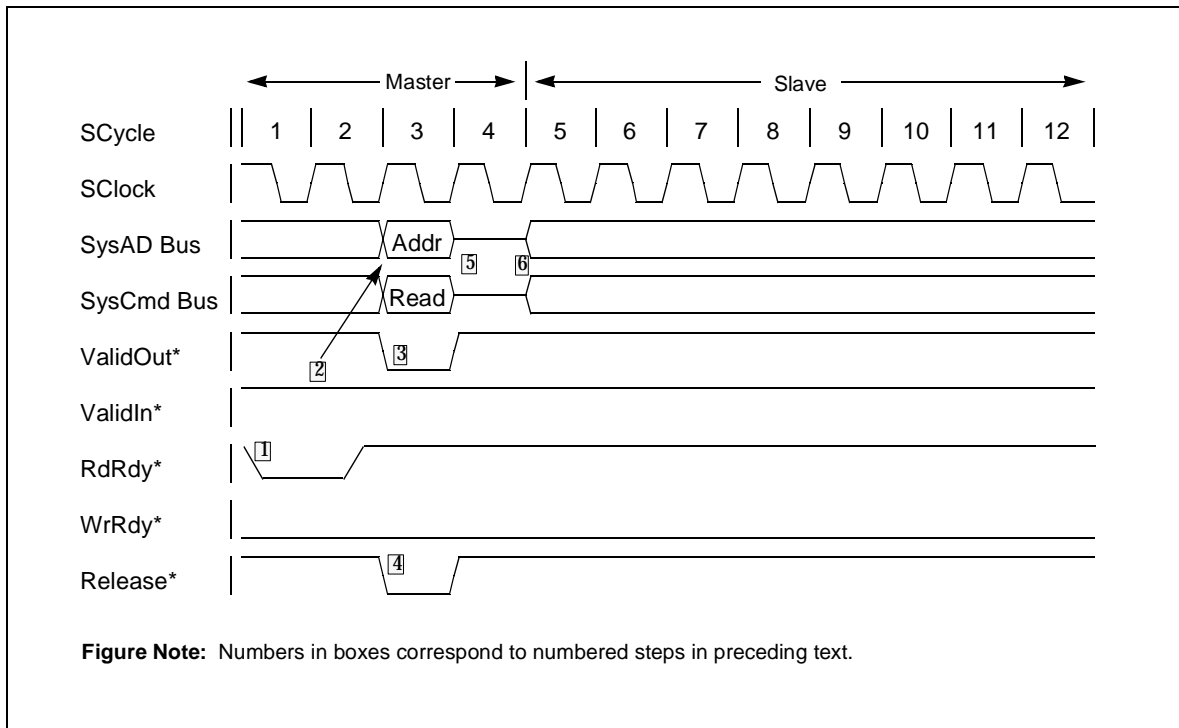 Master Slave
SCycle 1 2 3 4 5 6 7 8 9 10 11 12
SClock
SysAD Bus Addr
5 6
SysCmd Bus Read
ValidOut* 3
2
ValidIn*
RdRdy* 1
WrRdy*
Release* 4
Figure Note: Numbers in boxes correspond to numbered steps in preceding text.